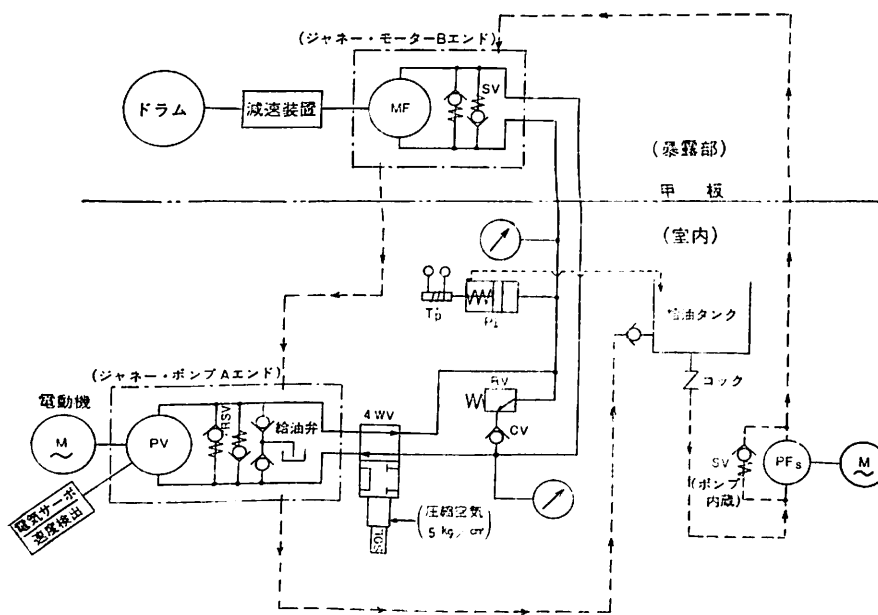 (ジャネー・モーターBエンド)
ドラム
減速装置
MF
SV
(暴露部)
甲 板
(室内)
Tp
P₁
給油タンク
コック
(ジャネー・ポンプAエンド)
電動機
M
PV
RSV
給油弁
4WV
RV
CV
SV
(ポンプ
内蔵)
PFs
M
電気サーボ
速度検出
SOL
(圧縮空気
5kg/cm²)